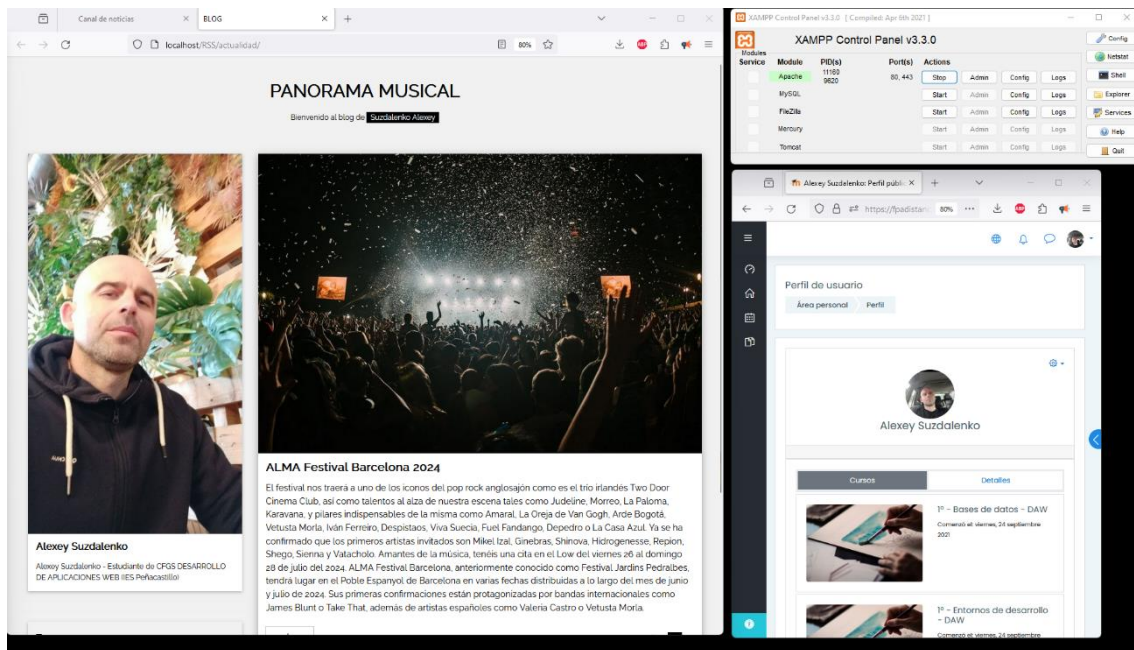 Canal de noticias
BLOG
localhost/RSS/actualidad/
80%
PANORAMA MUSICAL
Bienvenido al blog de Suzdalenko Alexey
Alexey Suzdalenko
Alexey Suzdalenko - Estudiante de CFGS DESARROLLO
DE APLICACIONES WEB IES Peñacastillo!
ALMA Festival Barcelona 2024
El festival nos traerá a uno de los iconos del pop rock anglosajón como es el trío irlandés Two Door
Cinema Club, así como talentos al alza de nuestra escena tales como Judeline, Morreo, La Paloma,
Karavana, y pilares indispensables de la misma como Amaral, La Oreja de Van Gogh, Arde Bogotá,
Vetusta Morla, Iván Ferreiro, Despistaos, Viva Suecia, Fuel Fandango, Depedro o La Casa Azul. Ya se ha
confirmado que los primeros artistas invitados son Mikel Izal, Ginebras, Shinova, Hidrogenesse, Repion,
Shego, Sienna y Vatacholo. Amantes de la música, tenéis una cita en el Low del viernes 26 al domingo
28 de julio del 2024. ALMA Festival Barcelona, anteriormente conocido como Festival Jardins Pedralbes,
tendrá lugar en el Poble Espanyol de Barcelona en varias fechas distribuidas a lo largo del mes de junio
y julio de 2024. Sus primeras confirmaciones están protagonizadas por bandas internacionales como
James Blunt o Take That, además de artistas españoles como Valeria Castro o Vetusta Morla.
XAMPP Control Panel v3.3.0 [ Compiled: Apr 6th 2021 ]
XAMPP Control Panel v3.3.0
Modules
Service Module PID(s) Port(s) Actions
Apache 11160 9620 80, 443 Stop Admin Config Logs
MySQL Start Admin Config Logs
FileZilla Start Admin Config Logs
Mercury Start Admin Config Logs
Tomcat Start Admin Config Logs
Config
Netstat
Shell
Explorer
Services
Help
Quit
Alexey Suzdalenko: Perfil públic
https://fpadistan
80%
Perfil de usuario
Área personal Perfil
Alexey Suzdalenko
Cursos Detalles
1º - Bases de datos - DAW
Comenzó el viernes, 24 septiembre
2021
1º - Entornos de desarrollo
- DAW
Comenzó el viernes, 24 septiembre